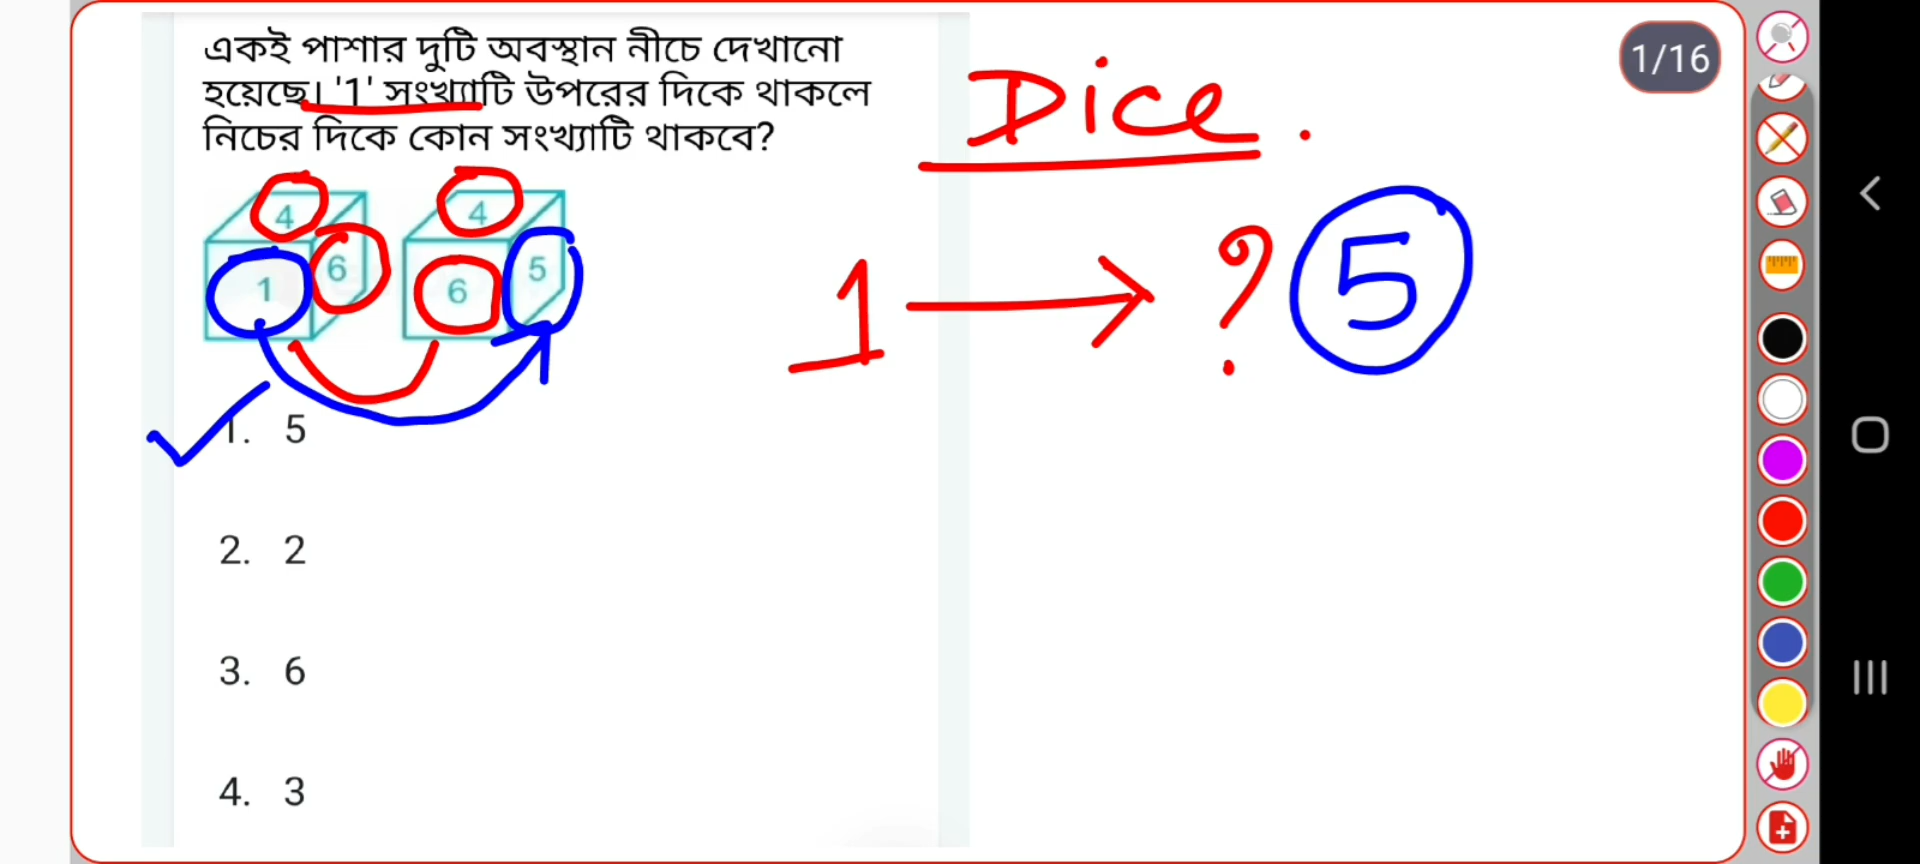 একই পাশার দুটি অবস্থান নীচে দেখানো
হয়েছে। '1' সংখ্যাটি উপরের দিকে থাকলে
নিচের দিকে কোন সংখ্যাটি থাকবে?
Dice.
1/16
4
1
6
4
6
5
1 → ? 5
1. 5
2. 2
3. 6
4. 3